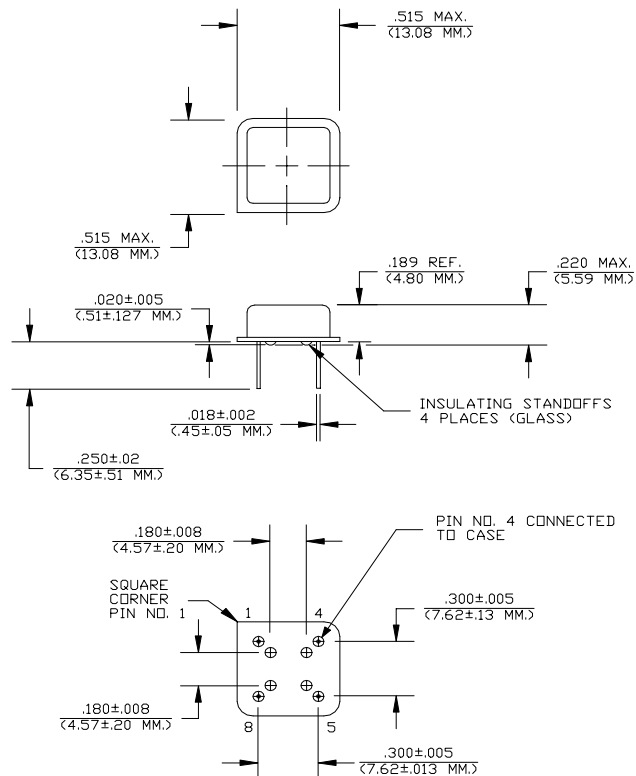 .515 MAX.
(13.08 MM.)
.515 MAX.
(13.08 MM.)
.189 REF.
(4.80 MM.)
.220 MAX.
(5.59 MM.)
.020±.005
(.51±.127 MM.)
INSULATING STANDOFFS
4 PLACES (GLASS)
.018±.002
(.45±.05 MM.)
.250±.02
(6.35±.51 MM.)
PIN NO. 4 CONNECTED
TO CASE
.180±.008
(4.57±.20 MM.)
SQUARE
CORNER
PIN NO. 1
1
4
.300±.005
(7.62±.13 MM.)
.180±.008
(4.57±.20 MM.)
8
5
.300±.005
(7.62±.013 MM.)